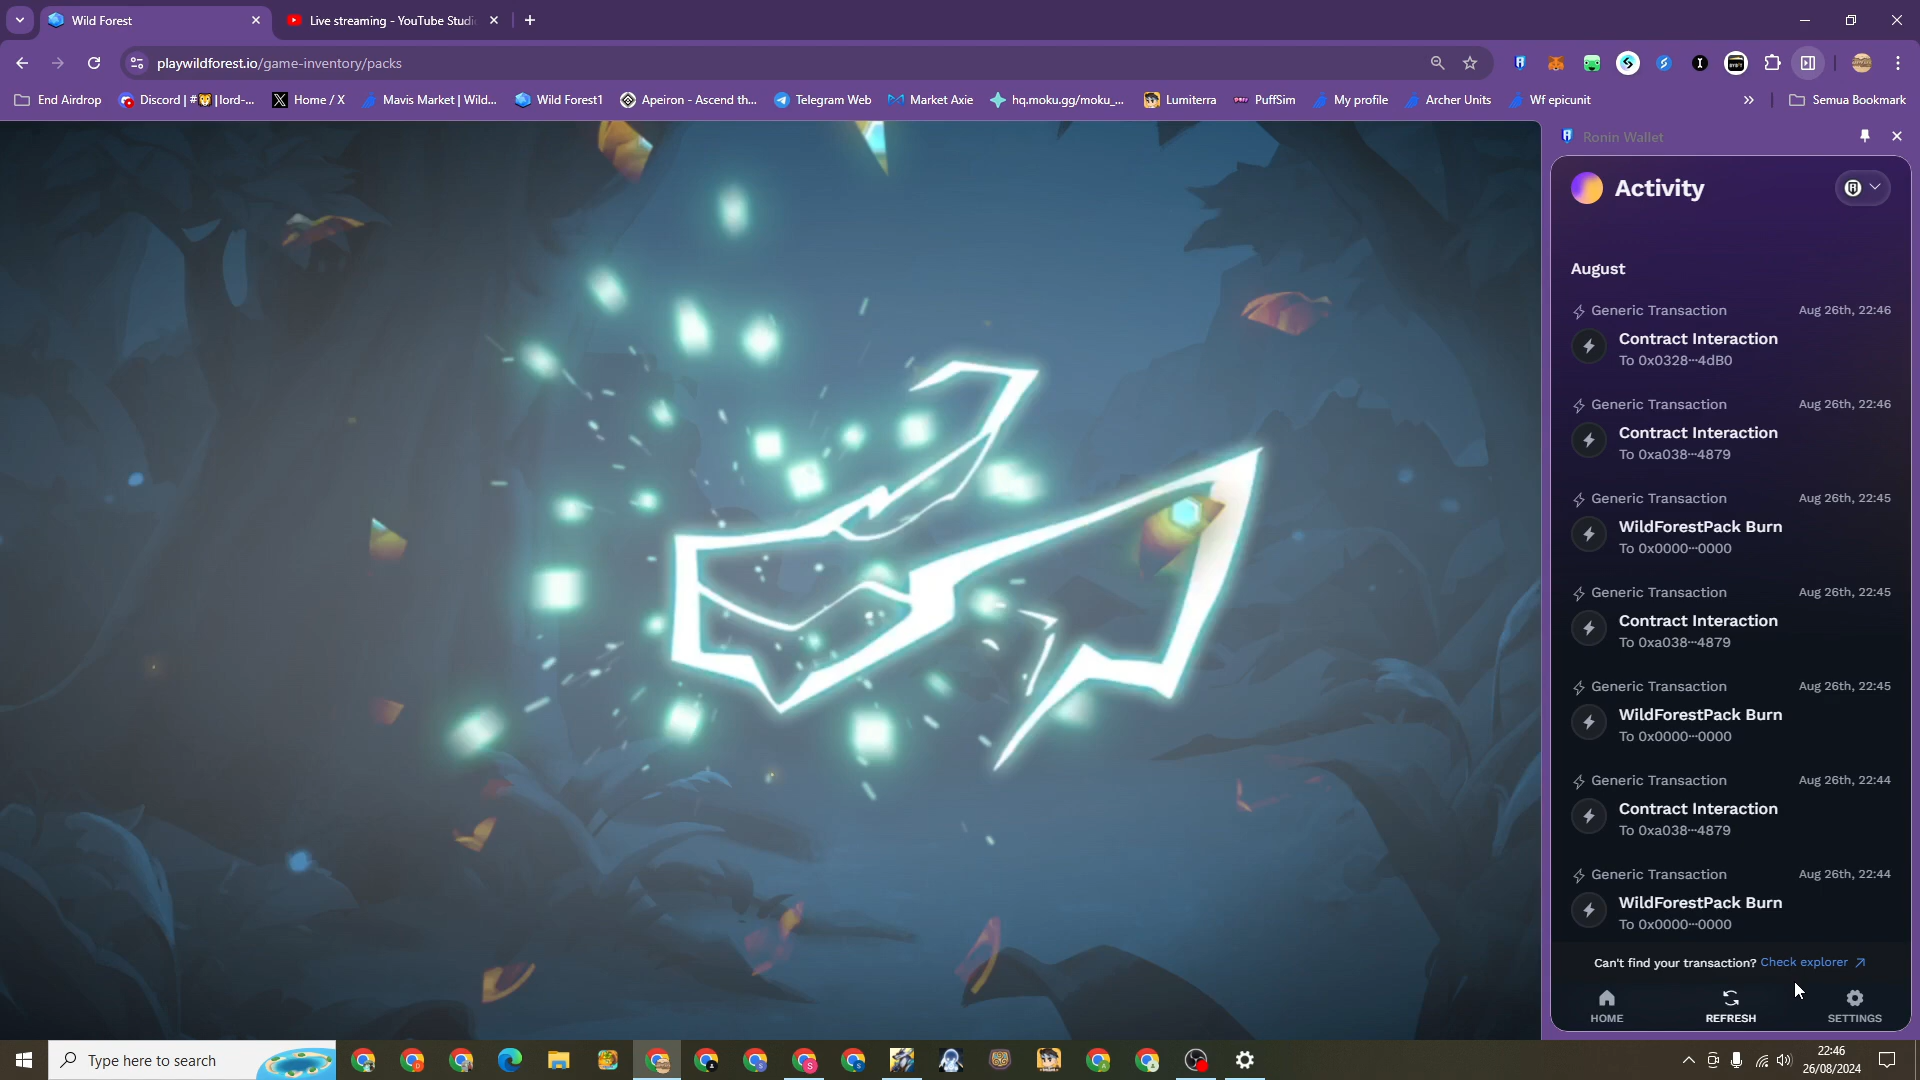 Wild Forest
Live streaming - YouTube Studi
playwildforest.io/game-inventory/packs
End Airdrop
Discord | #🦁|lord-...
Home / X
Mavis Market | Wild...
Wild Forest1
Apeiron - Ascend th...
Telegram Web
Market Axie
hq.moku.gg/moku_...
Lumiterra
PuffSim
My profile
Archer Units
Wf epicunit
Semua Bookmark
Ronin Wallet
Activity
August
Generic Transaction
Aug 26th, 22:46
Contract Interaction
To 0x0328···4dB0
Generic Transaction
Aug 26th, 22:46
Contract Interaction
To 0xa038···4879
Generic Transaction
Aug 26th, 22:45
WildForestPack Burn
To 0x0000···0000
Generic Transaction
Aug 26th, 22:45
Contract Interaction
To 0xa038···4879
Generic Transaction
Aug 26th, 22:45
WildForestPack Burn
To 0x0000···0000
Generic Transaction
Aug 26th, 22:44
Contract Interaction
To 0xa038···4879
Generic Transaction
Aug 26th, 22:44
WildForestPack Burn
To 0x0000···0000
Can't find your transaction? Check explorer
HOME
REFRESH
SETTINGS
Type here to search
22:46
26/08/2024